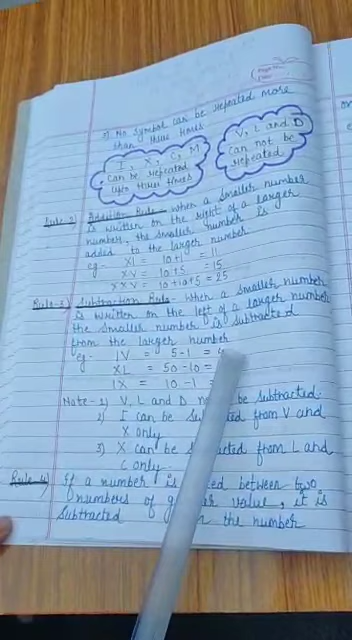 2) No symbol can be repeated more
than three times
I, X, C, M
can be repeated
upto three times
V, L and D
can not be
repeated
Rule-2) Addition Rule - when a smaller number
is written on the right of a larger
number, the smaller number is
added to the larger number
eg - XI = 10+1 = 11
XV = 10+5 = 15
XXV = 10+10+5 = 25
Rule-3) Subtraction Rule - when a smaller number
is written on the left of a larger number
the smaller number is subtracted
from the larger number
eg - IV = 5-1 =
XL = 50-10 =
IX = 10-1 =
Note - 1) V, L and D be subtracted.
2) I can be from V and
X only
3) X can be from L and
C only.
Rule-4) If a number is between two
numbers of value, it is
subtracted the number